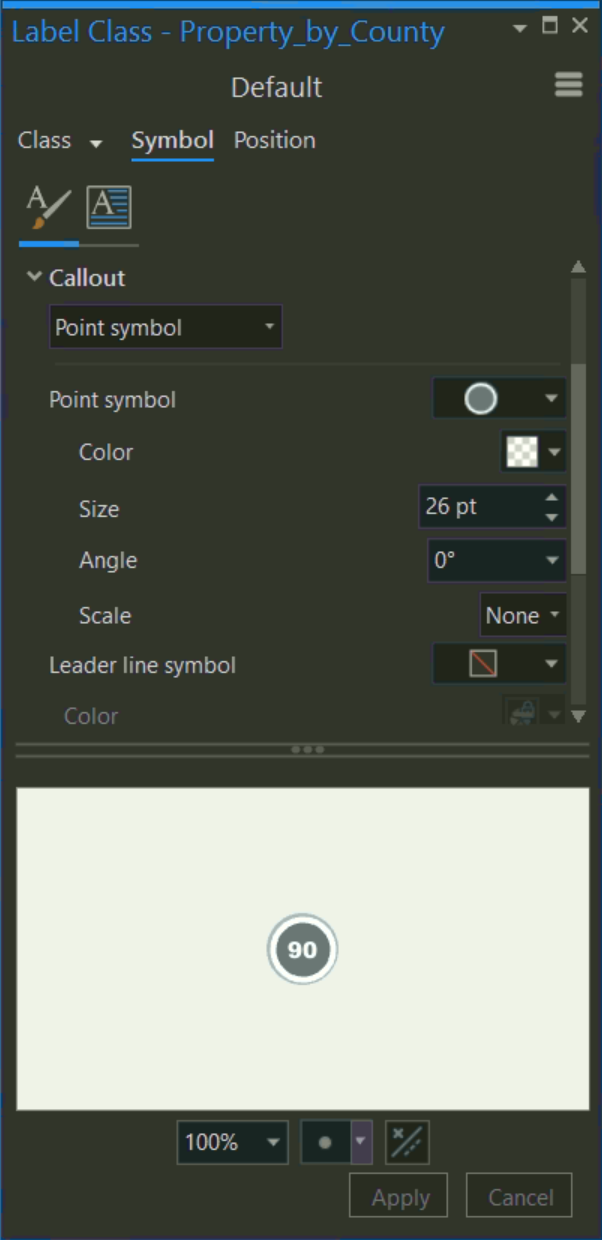 Label Class - Property_by_County
Default
Class Symbol Position
A A
Callout
Point symbol
Point symbol
Color
Size 26 pt
Angle 0°
Scale None
Leader line symbol
Color
90
100%
Apply Cancel